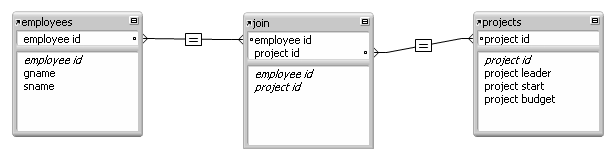 employees
employee id
employee id
gname
sname
=
join
employee id
project id
employee id
project id
=
projects
project id
project id
project leader
project start
project budget